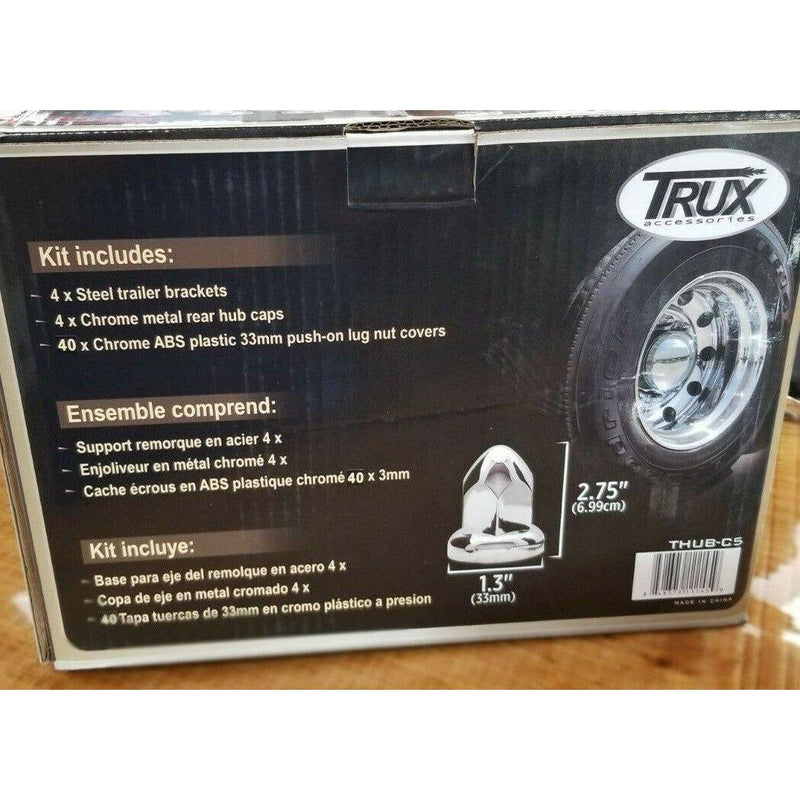 TRUX
accessories
Kit includes:
- 4 x Steel trailer brackets
- 4 x Chrome metal rear hub caps
- 40 x Chrome ABS plastic 33mm push-on lug nut covers
Ensemble comprend:
- Support remorque en acier 4 x
- Enjoliveur en métal chromé 4 x
- Cache écrous en ABS plastique chromé 40 x 3mm
Kit incluye:
- Base para eje del remolque en acero 4 x
- Copa de eje en metal cromado 4 x
- 40 Tapa tuercas de 33mm en cromo plástico a presion
2.75"
(6.99cm)
1.3"
(33mm)
THUB-C5
MADE IN CHINA